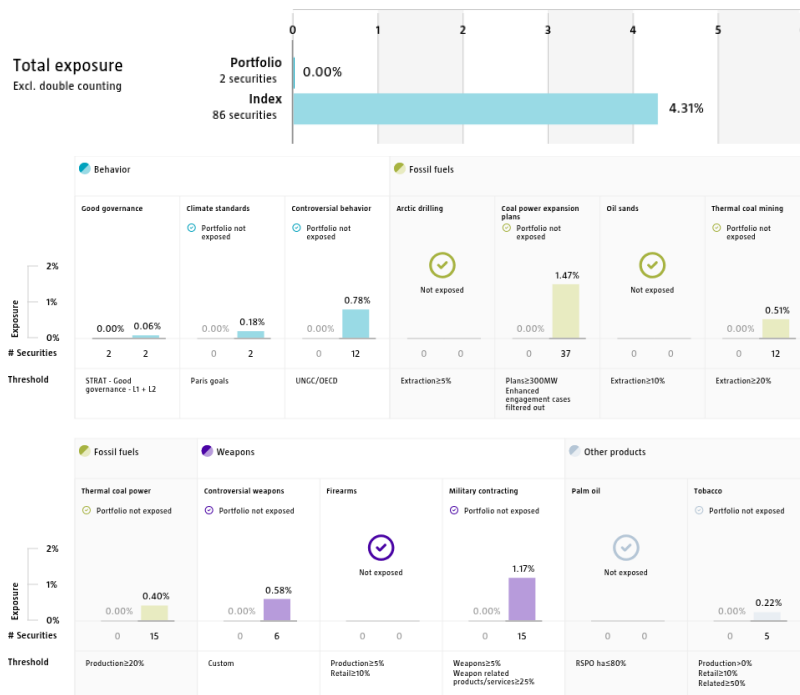 0 1 2 3 4 5
Total exposure
Excl. double counting
Portfolio
2 securities
0.00%
Index
86 securities
4.31%
Behavior
Fossil fuels
Good governance
Climate standards
Controversial behavior
Arctic drilling
Coal power expansion
plans
Oil sands
Thermal coal mining
Portfolio not
exposed
Portfolio not
exposed
Portfolio not
exposed
Portfolio not
exposed
Not exposed
Not exposed
Exposure
2%
1%
0%
0.00% 0.06%
0.00% 0.18%
0.00% 0.78%
0.00% 1.47%
0.00% 0.51%
# Securities
2 2 0 2 0 12 0 0 0 37 0 0 0 12
Threshold
STRAT - Good
governance - L1 + L2
Paris goals
UNGC/OECD
Extraction≥5%
Plans≥300MW
Enhanced
engagement cases
filtered out
Extraction≥10%
Extraction≥20%
Fossil fuels
Weapons
Other products
Thermal coal power
Controversial weapons
Firearms
Military contracting
Palm oil
Tobacco
Portfolio not exposed
Portfolio not exposed
Portfolio not exposed
Portfolio not exposed
Not exposed
Not exposed
Exposure
2%
1%
0%
0.00% 0.40%
0.00% 0.58%
0.00% 1.17%
0.00% 0.22%
# Securities
0 15 0 6 0 0 0 15 0 0 0 5
Threshold
Production≥20%
Custom
Production≥5%
Retail≥10%
Weapons≥5%
Weapon related
products/services≥25%
RSPO ha≤80%
Production>0%
Retail≥10%
Related≥50%